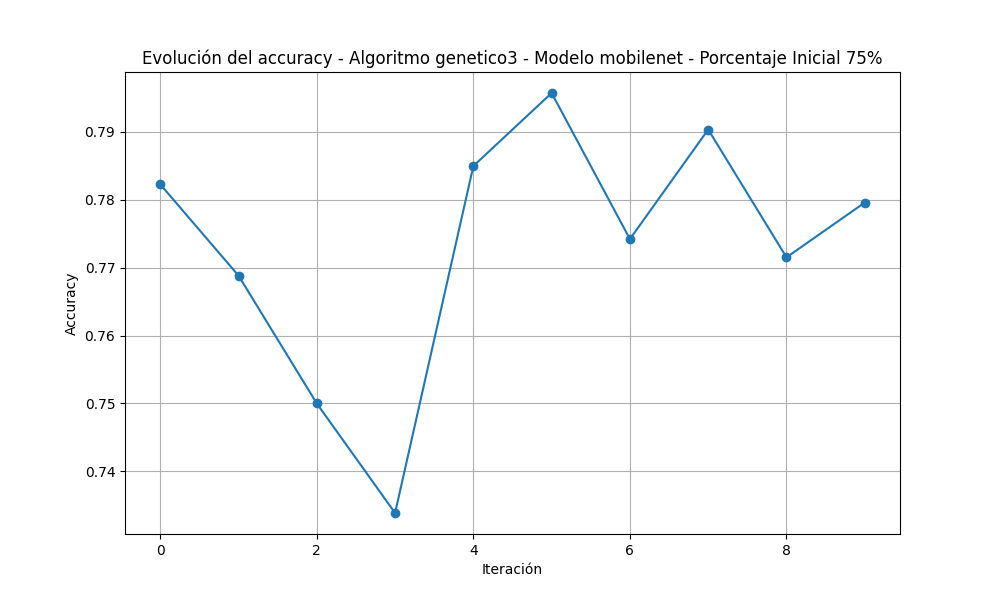 Evolución del accuracy - Algoritmo genetico3 - Modelo mobilenet - Porcentaje Inicial 75%
0.79
0.78
0.77
0.76
0.75
0.74
Accuracy
0 2 4 6 8
Iteración